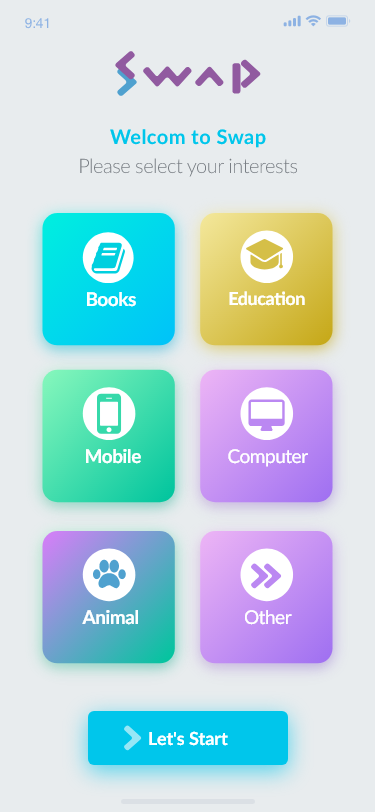 9:41
Swap
Welcom to Swap
Please select your interests
Books
Education
Mobile
Computer
Animal
Other
Let's Start